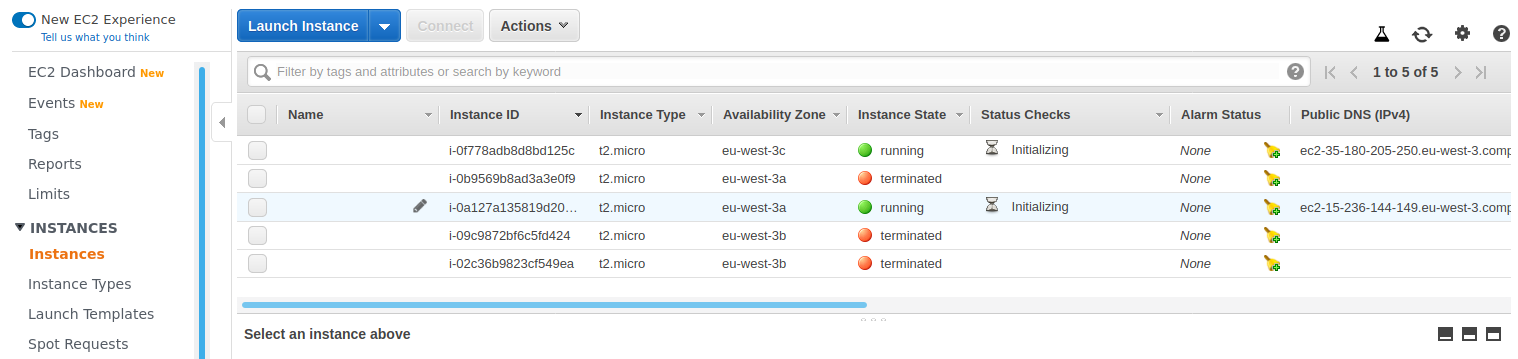 New EC2 Experience
Tell us what you think
EC2 Dashboard New
Events New
Tags
Reports
Limits
INSTANCES
Instances
Instance Types
Launch Templates
Spot Requests
Launch Instance Connect Actions
Filter by tags and attributes or search by keyword ? 1 to 5 of 5
Name Instance ID Instance Type Availability Zone Instance State Status Checks Alarm Status Public DNS (IPv4)
i-0f778adb8d8bd125c t2.micro eu-west-3c running Initializing None ec2-35-180-205-250.eu-west-3.comp
i-0b9569b8ad3a3e0f9 t2.micro eu-west-3a terminated None
i-0a127a135819d20… t2.micro eu-west-3a running Initializing None ec2-15-236-144-149.eu-west-3.comp
i-09c9872bf6c5fd424 t2.micro eu-west-3b terminated None
i-02c36b9823cf549ea t2.micro eu-west-3b terminated None
Select an instance above